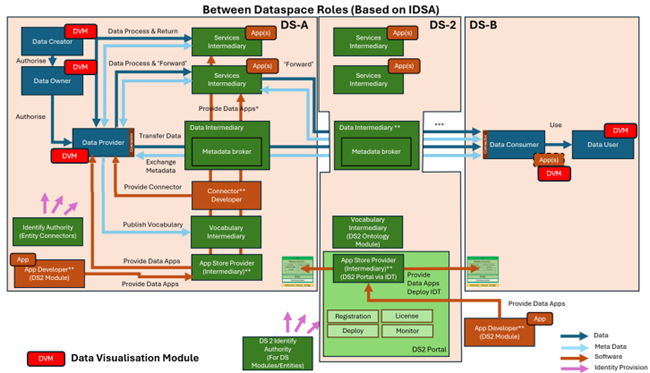 Between Dataspace Roles (Based on IDSA)
DS-A
DS-2
DS-B
Data Creator
DVM
Data Process & Return
Services
Intermediary
App(s)
Services
Intermediary
App(s)
Authorise
Data Owner
DVM
Data Process & 'Forward'
Services
Intermediary
App(s)
'Forward'
Services
Intermediary
App(s)
Authorise
Provide Data Apps*
Data Provider
DVM
Transfer Data
Exchange
Metadata
Data Intermediary
Metadata broker
Data Intermediary **
Metadata broker
***
Data Consumer
App(s)
DVM
Use
Data User
DVM
Provide Connector
Connector**
Developer
Identify Authority
(Entity Connectors)
Publish Vocabulary
Vocabulary
Intermediary
Vocabulary
Intermediary
(DS2 Ontology
Module)
App
App Developer**
(DS2 Module)
Provide Data Apps
Provide Data Apps
App Store Provider
(Intermediary)**
App Store Provider
(Intermediary)**
(DS2 Portal via IDT)
Provide
Data Apps
Deploy IDT
Registration
License
Deploy
Monitor
DS2 Portal
Provide Data Apps
App Developer**
(DS2 Module)
App
DS 2 Identify
Authority
(For DS
Modules/Entities)
DVM
Data Visualisation Module
Data
Meta Data
Software
Identity Provision